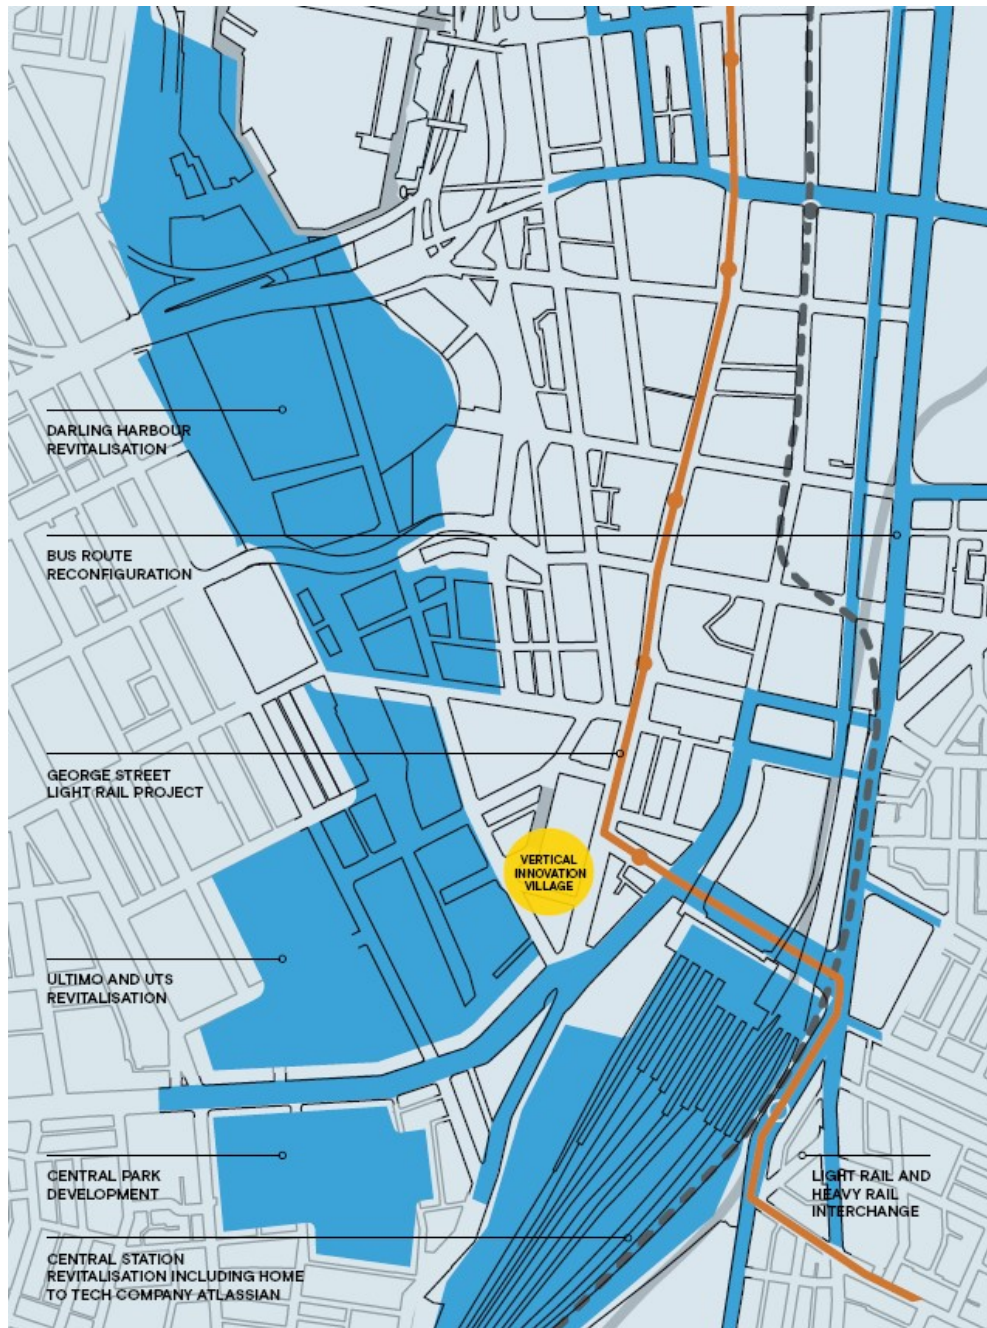 DARLING HARBOUR
REVITALISATION
BUS ROUTE
RECONFIGURATION
GEORGE STREET
LIGHT RAIL PROJECT
VERTICAL
INNOVATION
VILLAGE
ULTIMO AND UTS
REVITALISATION
CENTRAL PARK
DEVELOPMENT
LIGHT RAIL AND
HEAVY RAIL
INTERCHANGE
CENTRAL STATION
REVITALISATION INCLUDING HOME
TO TECH COMPANY ATLASSIAN